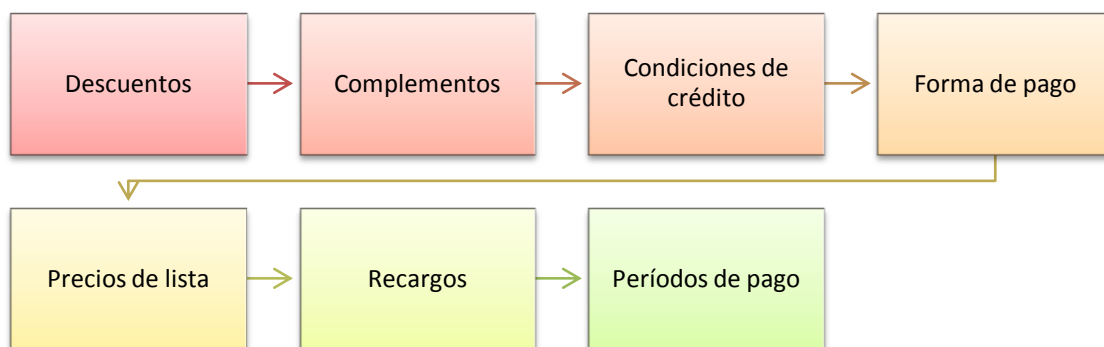 Descuentos
Complementos
Condiciones de
crédito
Forma de pago
Precios de lista
Recargos
Períodos de pago